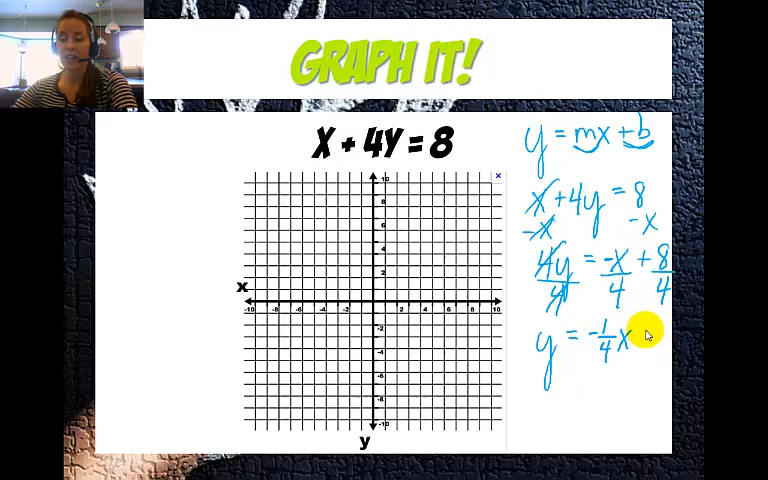 GRAPH IT!
X + 4Y = 8
y = mx + b
x + 4y = 8
-x -x
4y = -x + 8
4 4 4
y = -1/4 x
x
y
10
8
6
4
2
-10 -8 -6 -4 -2 2 4 6 8 10
-2
-4
-6
-8
-10